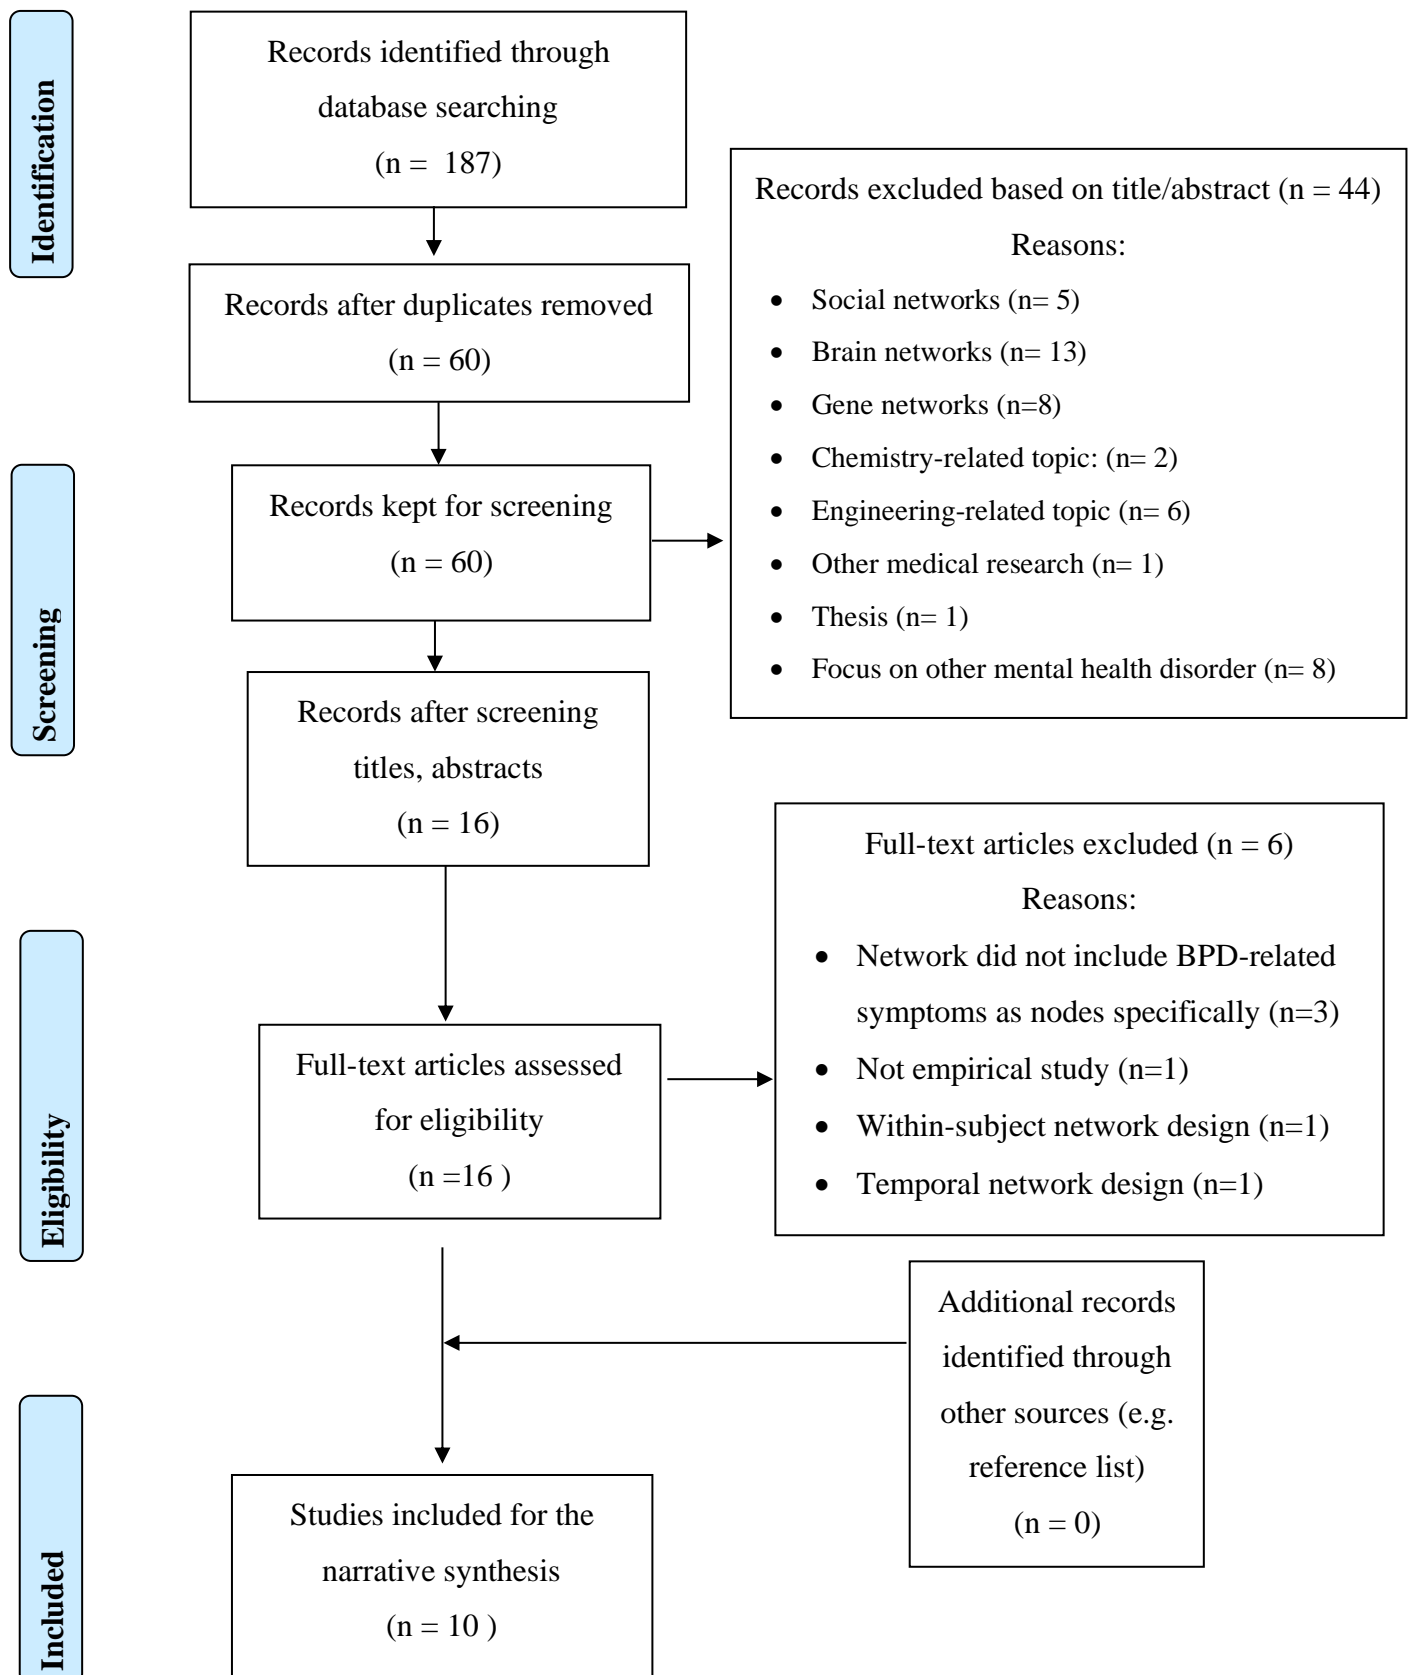 Identification
Records identified through
database searching
(n =  187)
Records after duplicates removed
(n = 60)
Records excluded based on title/abstract (n = 44)
Reasons:
• Social networks (n= 5)
• Brain networks (n= 13)
• Gene networks (n=8)
• Chemistry-related topic: (n= 2)
• Engineering-related topic (n= 6)
• Other medical research (n= 1)
• Thesis (n= 1)
• Focus on other mental health disorder (n= 8)
Screening
Records kept for screening
(n = 60)
Records after screening
titles, abstracts
(n = 16)
Full-text articles excluded (n = 6)
Reasons:
• Network did not include BPD-related
symptoms as nodes specifically (n=3)
• Not empirical study (n=1)
• Within-subject network design (n=1)
• Temporal network design (n=1)
Eligibility
Full-text articles assessed
for eligibility
(n =16 )
Additional records
identified through
other sources (e.g.
reference list)
(n = 0)
Included
Studies included for the
narrative synthesis
(n = 10 )